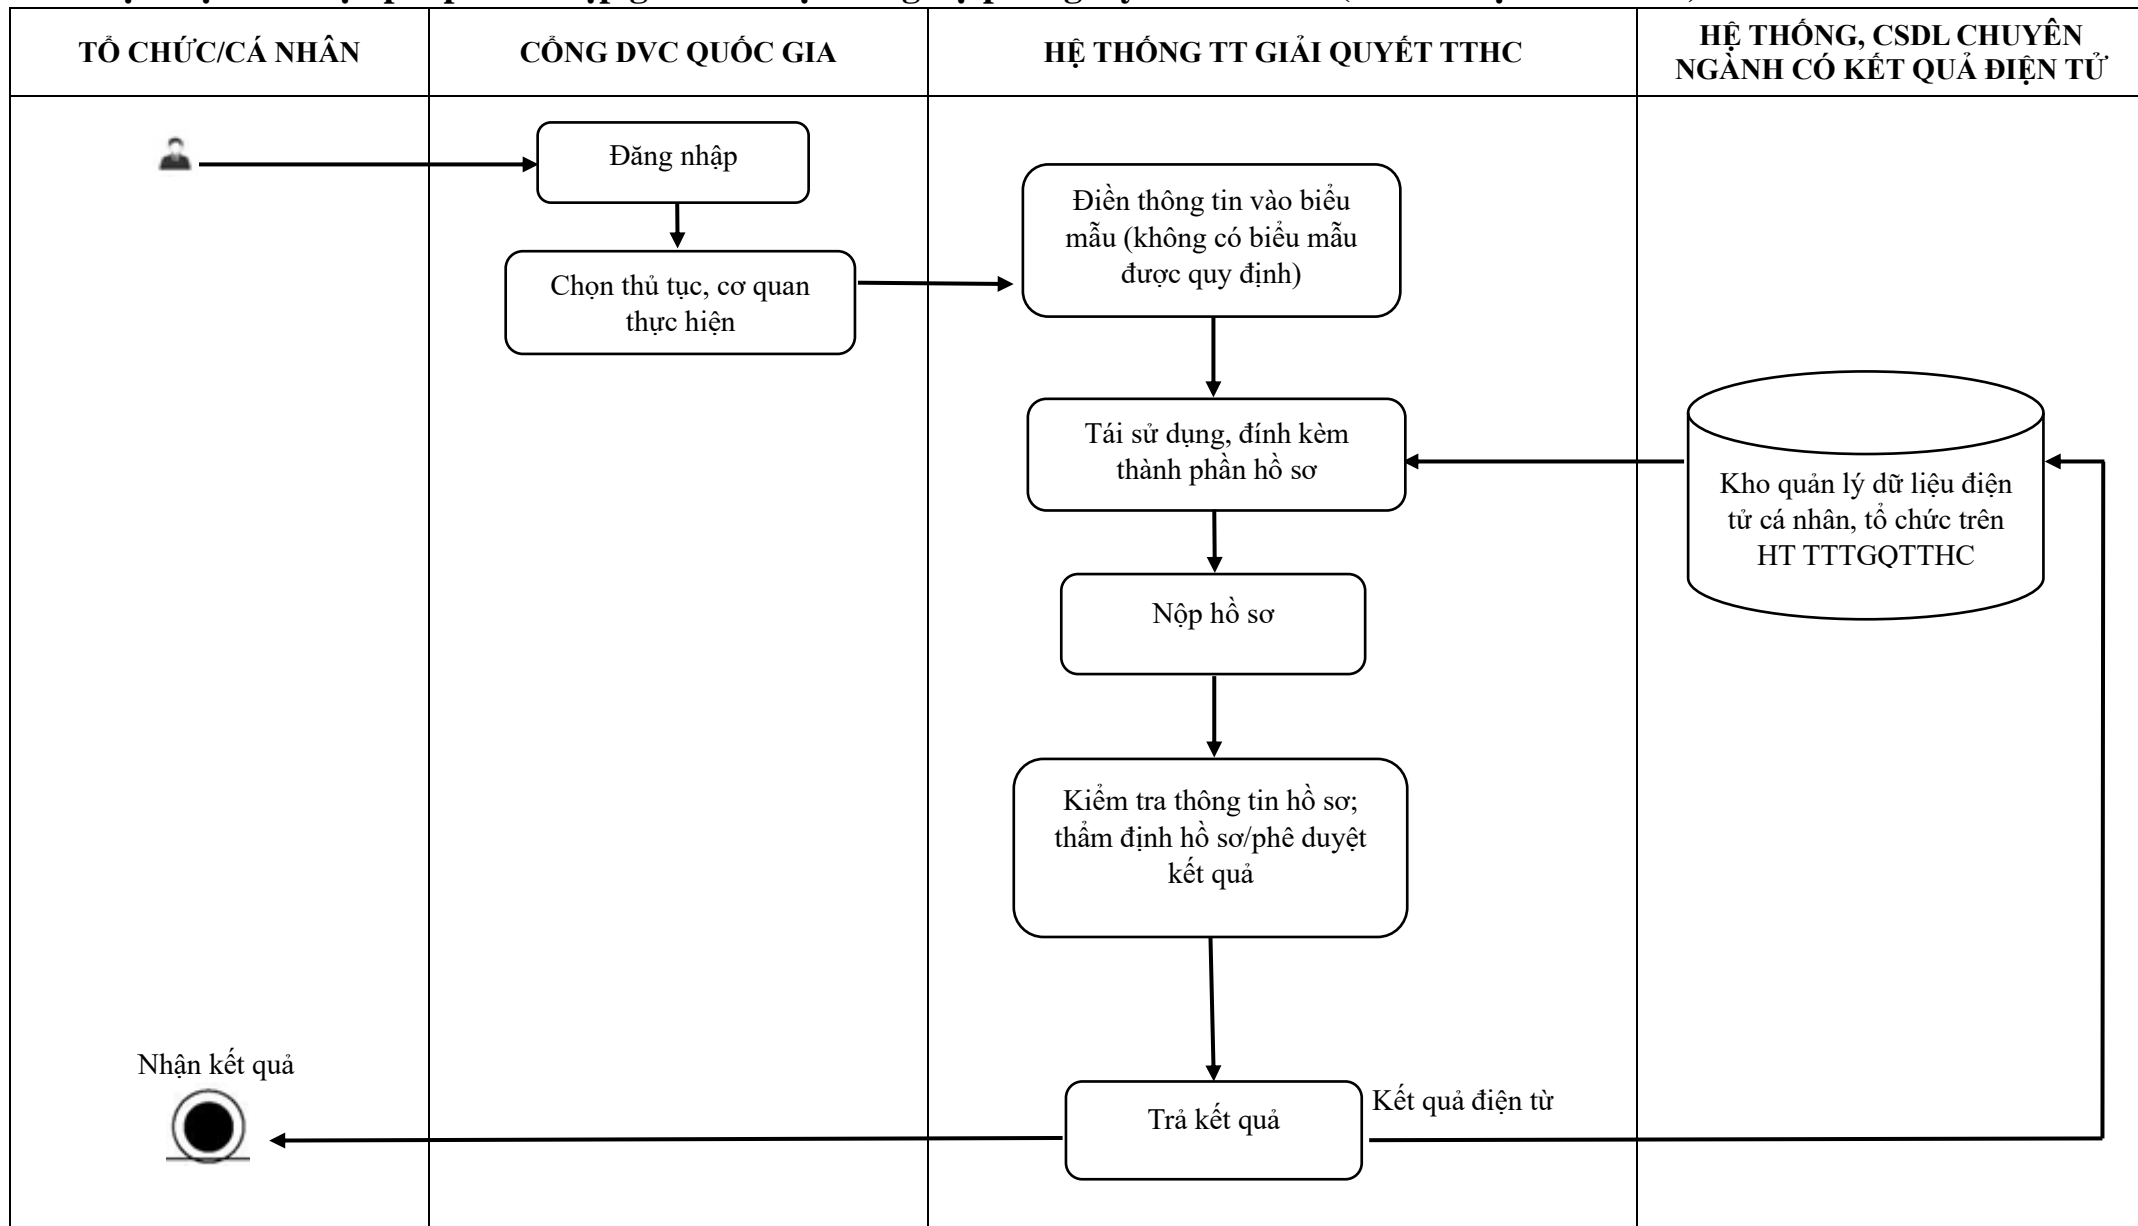 TỔ CHỨC/CÁ NHÂN
CỔNG DVC QUỐC GIA
HỆ THỐNG TT GIẢI QUYẾT TTHC
HỆ THỐNG, CSDL CHUYÊN
NGÀNH CÓ KẾT QUẢ ĐIỆN TỬ
Đăng nhập
Chọn thủ tục, cơ quan
thực hiện
Điền thông tin vào biểu
mẫu (không có biểu mẫu
được quy định)
Tái sử dụng, đính kèm
thành phần hồ sơ
Kho quản lý dữ liệu điện
tử cá nhân, tổ chức trên
HT TTTGQTTHC
Nộp hồ sơ
Kiểm tra thông tin hồ sơ;
thẩm định hồ sơ/phê duyệt
kết quả
Nhận kết quả
Trả kết quả
Kết quả điện từ